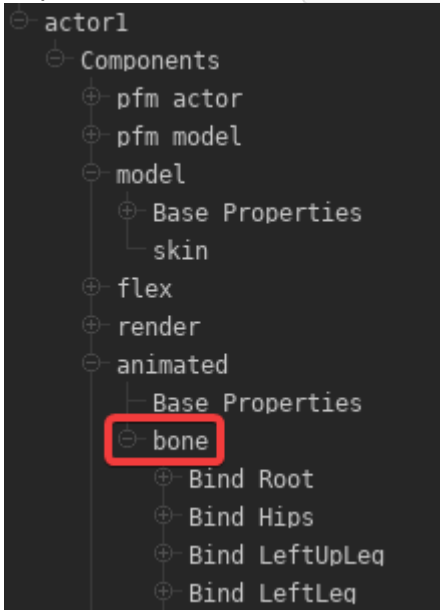 actor1
Components
pfm actor
pfm model
model
Base Properties
skin
flex
render
animated
Base Properties
bone
Bind Root
Bind Hips
Bind LeftUpLeg
Bind LeftLeg